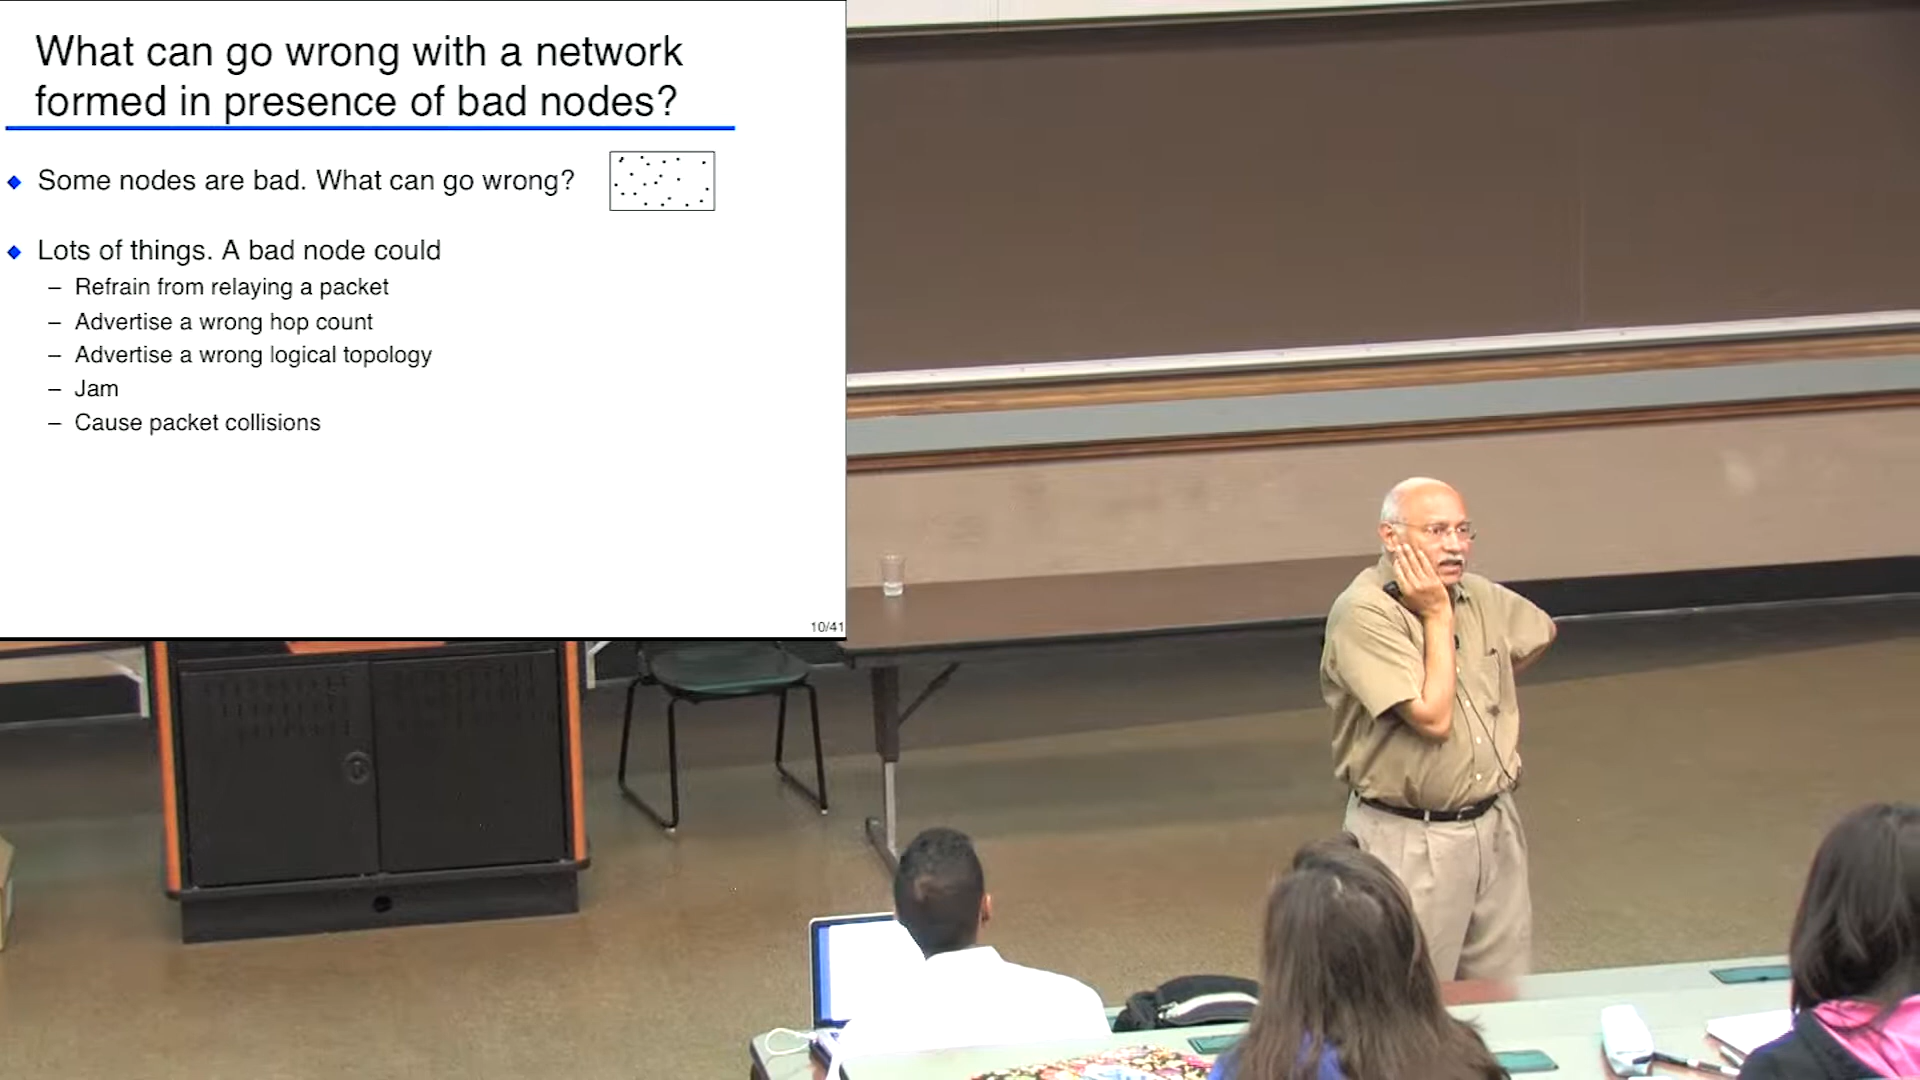 What can go wrong with a network
formed in presence of bad nodes?
◆ Some nodes are bad. What can go wrong?
◆ Lots of things. A bad node could
– Refrain from relaying a packet
– Advertise a wrong hop count
– Advertise a wrong logical topology
– Jam
– Cause packet collisions
10/41